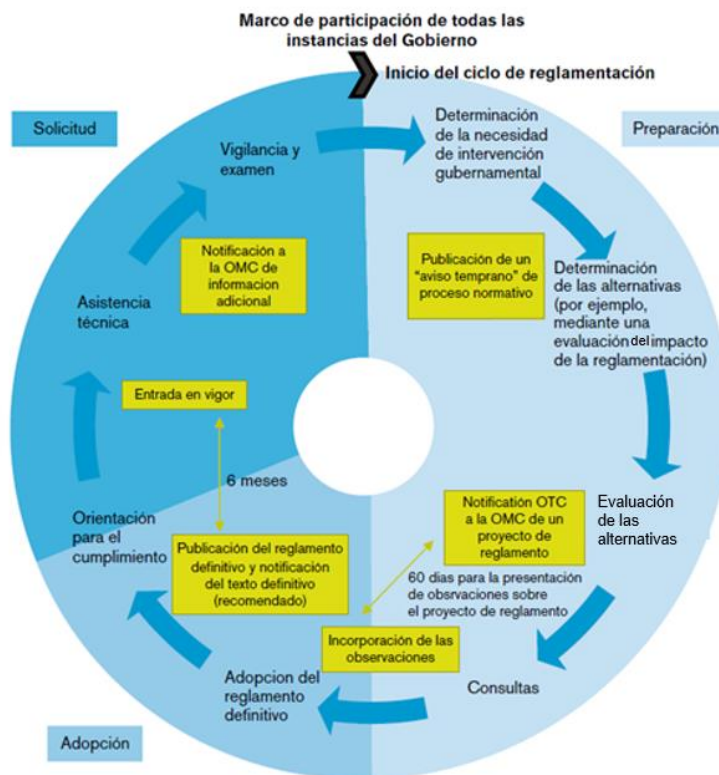 Marco de participación de todas las
instancias del Gobierno
Inicio del ciclo de reglamentación
Solicitud
Preparación
Determinación
de la necesidad
de intervención
gubernamental
Vigilancia y
examen
Notificación a
la OMC de
informacion
adicional
Publicación de un
“aviso temprano” de
proceso normativo
Determinación
de las alternativas
(por ejemplo,
mediante una
evaluación del impacto
de la reglamentación)
Asistencia
técnica
Entrada en vigor
6 meses
Notificatión OTC
a la OMC de un
proyecto de
reglamento
Evaluación
de las
alternativas
Orientación
para el
cumplimiento
Publicación del reglamento
definitivo y notificación
del texto definitivo
(recomendado)
60 dias para la presentación
de obsrvaciones sobre
el proyecto de reglamento
Incorporación de las
observaciones
Adopcion del
reglamento
definitivo
Consultas
Adopción